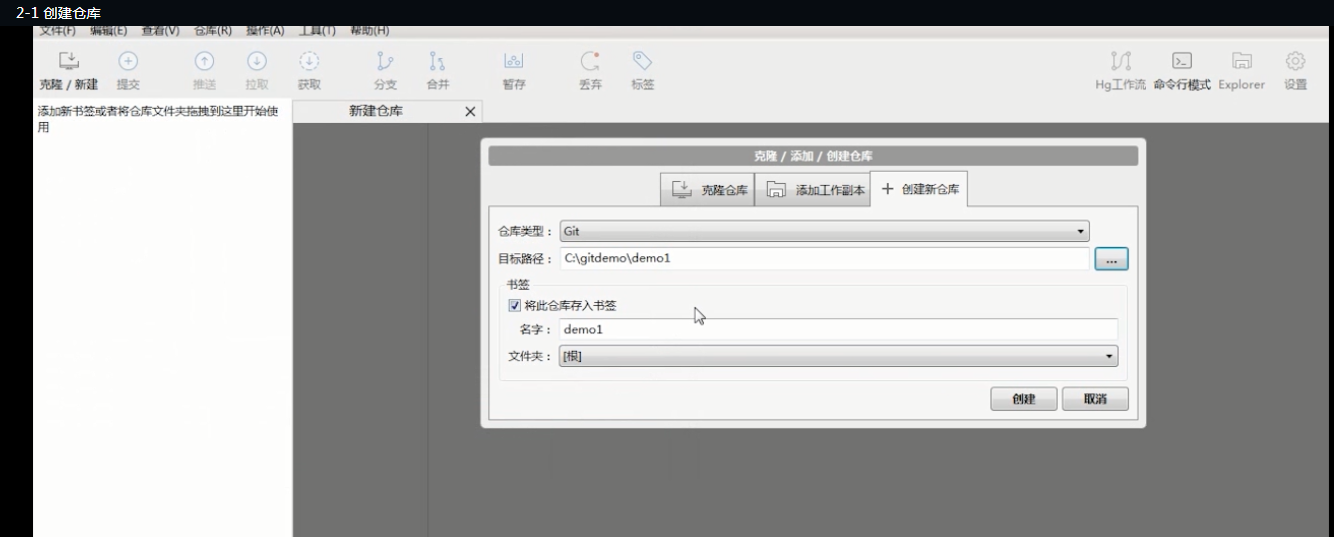 2-1 创建仓库
文件(F) 编辑(E) 查看(V) 仓库(R) 操作(A) 工具(T) 帮助(H)
克隆 / 新建 提交 推送 拉取 获取 分支 合并 暂存 丢弃 标签 Hg工作流 命令行模式 Explorer 设置
添加新书签或者将仓库文件夹拖拽到这里开始使
用
新建仓库
克隆 / 添加 / 创建仓库
克隆仓库 添加工作副本 创建新仓库
仓库类型： Git
目标路径： C:\gitdemo\demo1 ...
书签
将此仓库存入书签
名字： demo1
文件夹： [根]
创建 取消